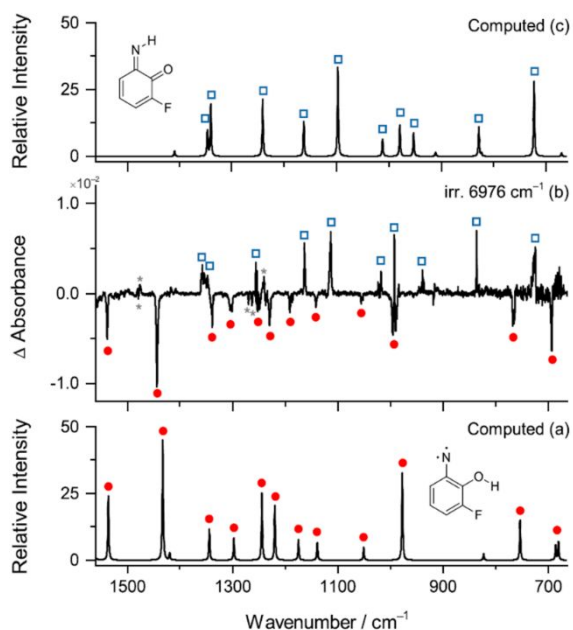 Computed (c)
Relative Intensity
50
25
0
N H
O
F
×10⁻²
irr. 6976 cm⁻¹ (b)
Δ Absorbance
1.0
0.0
-1.0
* * * * *
Computed (a)
Relative Intensity
50
25
0
N
O H
F
1500 1300 1100 900 700
Wavenumber / cm⁻¹